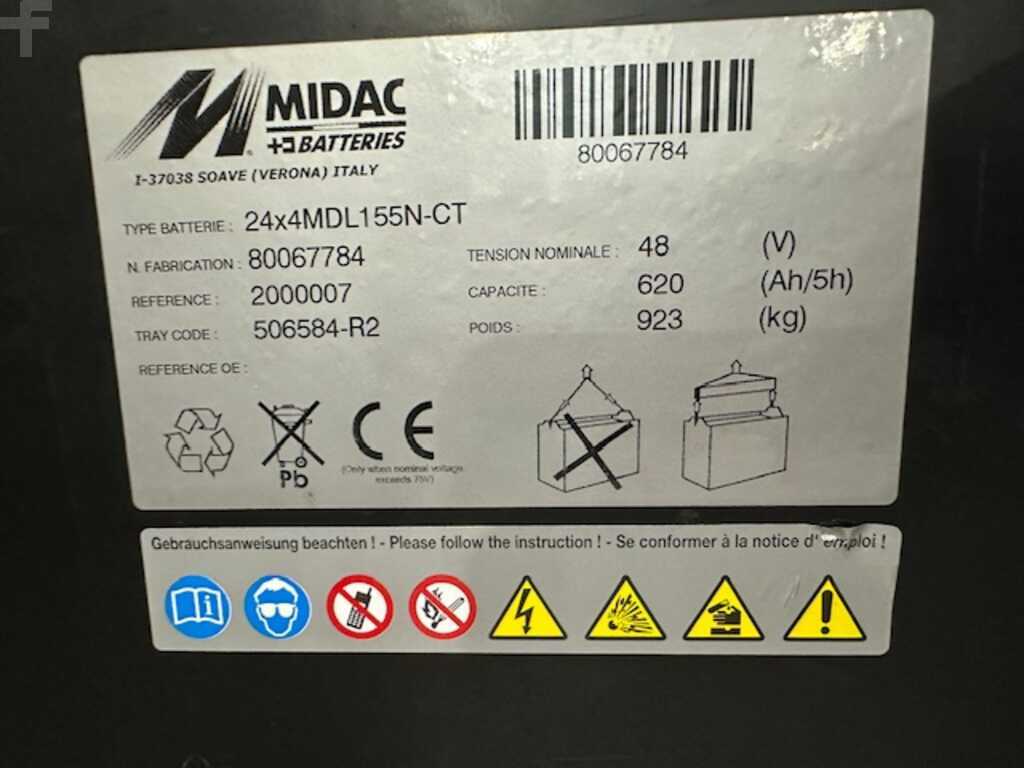 MIDAC
BATTERIES
I-37038 SOAVE (VERONA) ITALY
80067784
TYPE BATTERIE : 24x4MDL155N-CT
N. FABRICATION : 80067784
REFERENCE : 2000007
TRAY CODE : 506584-R2
REFERENCE OE :
TENSION NOMINALE : 48 (V)
CAPACITE : 620 (Ah/5h)
POIDS : 923 (kg)
Pb
CE
(Only when nominal voltage
exceeds 75V)
Gebrauchsanweisung beachten ! - Please follow the instruction ! - Se conformer à la notice d' emploi !